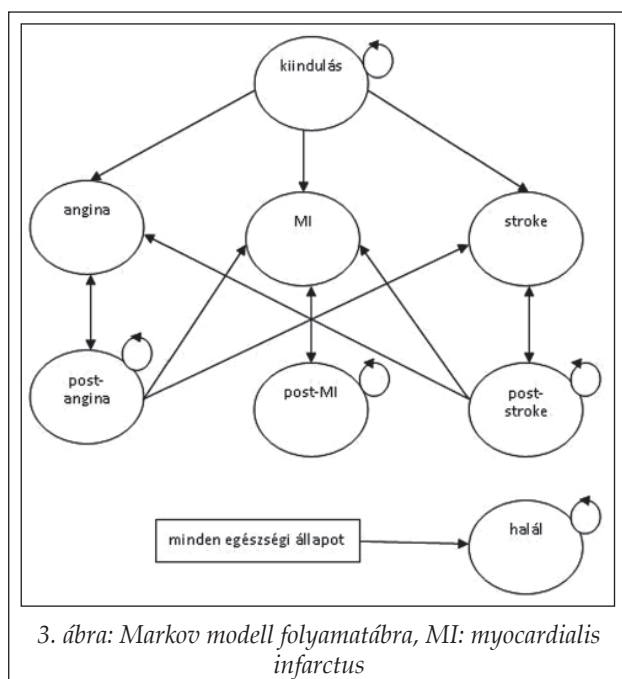 kiindulás
angina
MI
stroke
post-
angina
post-MI
post-
stroke
minden egészségi állapot
halál
3. ábra: Markov modell folyamatábra, MI: myocardialis
infarctus